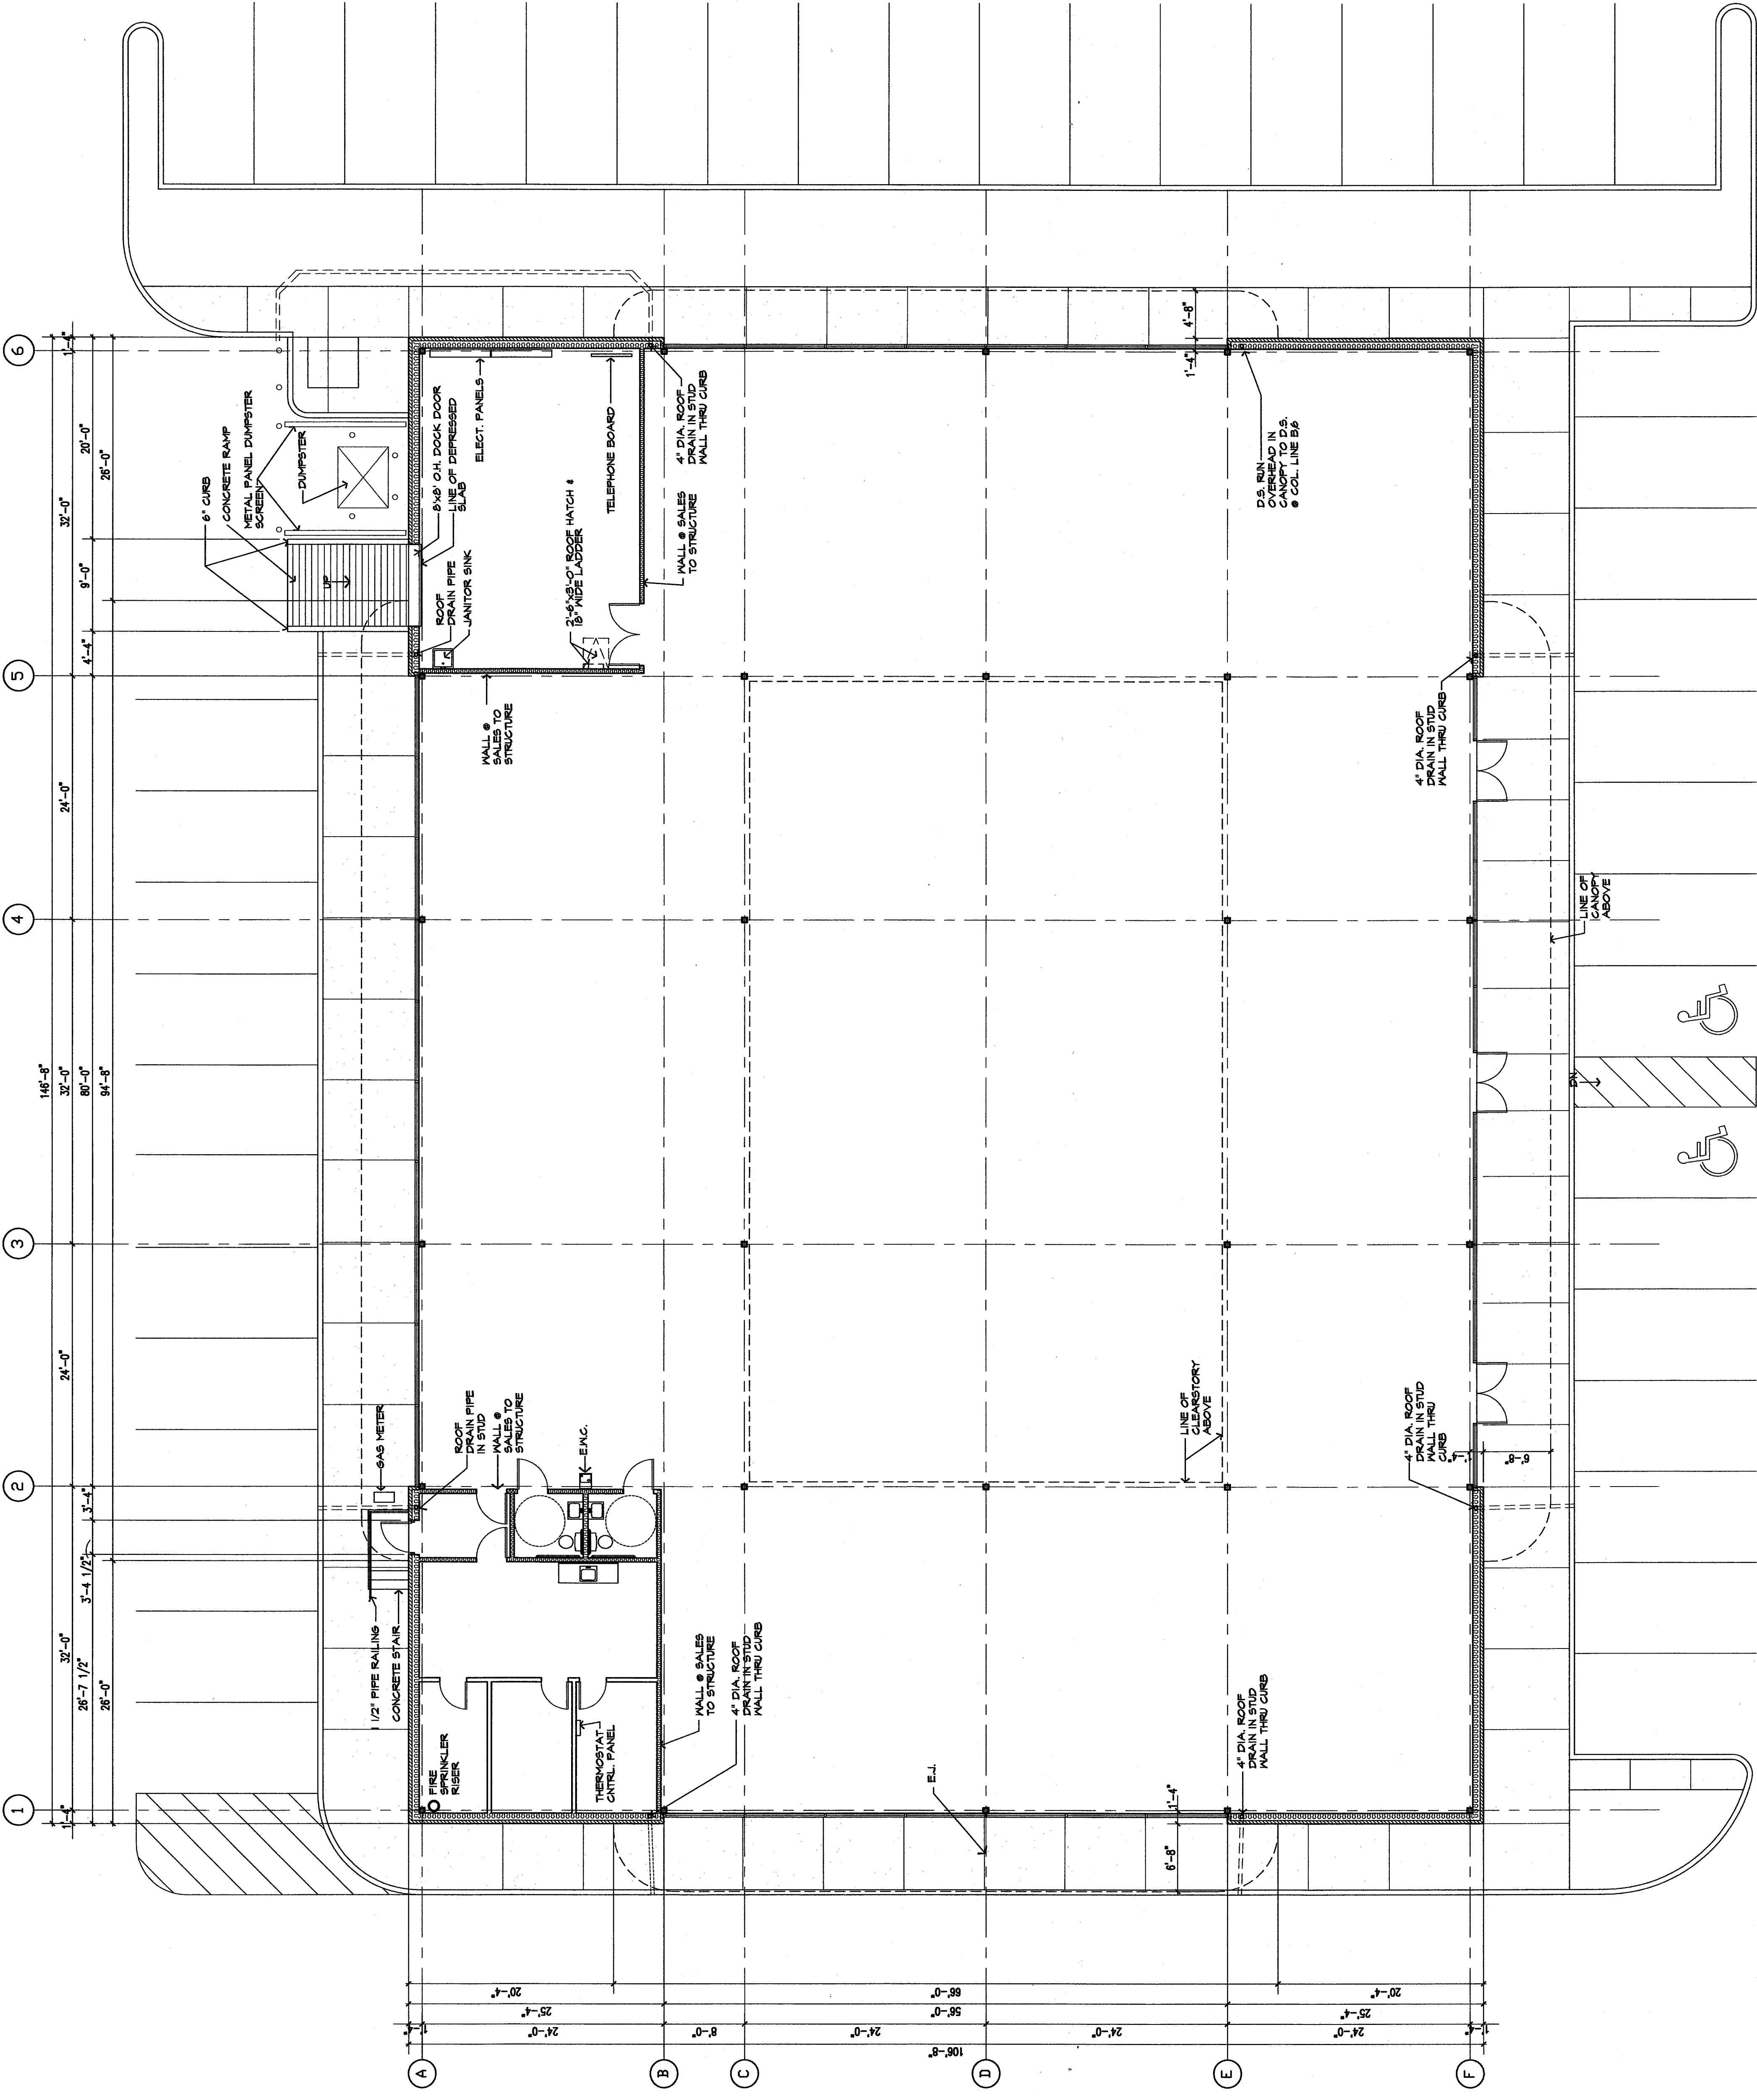 6
5
4
3
2
1
A
B
C
D
E
F
146'-8"
1'-4"
32'-0"
24'-0"
32'-0"
24'-0"
32'-0"
1'-4"
20'-0"
9'-0"
4'-4"
80'-0"
3'-4"
3'-4 1/2"
26'-7 1/2"
26'-0"
94'-8"
26'-0"
6" CURB
CONCRETE RAMP
METAL PANEL DUMPSTER
SCREEN
DUMPSTER
UP
8'x8' O.H. DOCK DOOR
LINE OF DEPRESSED
SLAB
ROOF
DRAIN PIPE
JANITOR SINK
ELECT. PANELS
TELEPHONE BOARD
2'-6"x3'-0" ROOF HATCH &
18" WIDE LADDER
4" DIA. ROOF
DRAIN IN STUD
WALL THRU CURB
WALL @ SALES
TO STRUCTURE
WALL @
SALES TO
STRUCTURE
4'-8"
1'-4"
D.S. RUN
OVERHEAD IN
CANOPY TO D.S.
@ COL. LINE B,6
4" DIA. ROOF
DRAIN IN STUD
WALL THRU CURB
LINE OF
CANOPY
ABOVE
DN
GAS METER
ROOF
DRAIN PIPE
IN STUD
WALL @
SALES TO
STRUCTURE
E.W.C.
1 1/2" PIPE RAILING
CONCRETE STAIR
FIRE
SPRINKLER
RISER
THERMOSTAT
CNTRL. PANEL
WALL @ SALES
TO STRUCTURE
4" DIA. ROOF
DRAIN IN STUD
WALL THRU CURB
LINE OF
CLEARSTORY
ABOVE
4" DIA. ROOF
DRAIN IN STUD
WALL THRU
CURB
1'-4"
6'-8"
E.J.
4" DIA. ROOF
DRAIN IN STUD
WALL THRU CURB
1'-4"
6'-8"
20'-4"
66'-0"
20'-4"
25'-4"
56'-0"
25'-4"
1'-4"
24'-0"
8'-0"
24'-0"
24'-0"
24'-0"
1'-4"
106'-8"